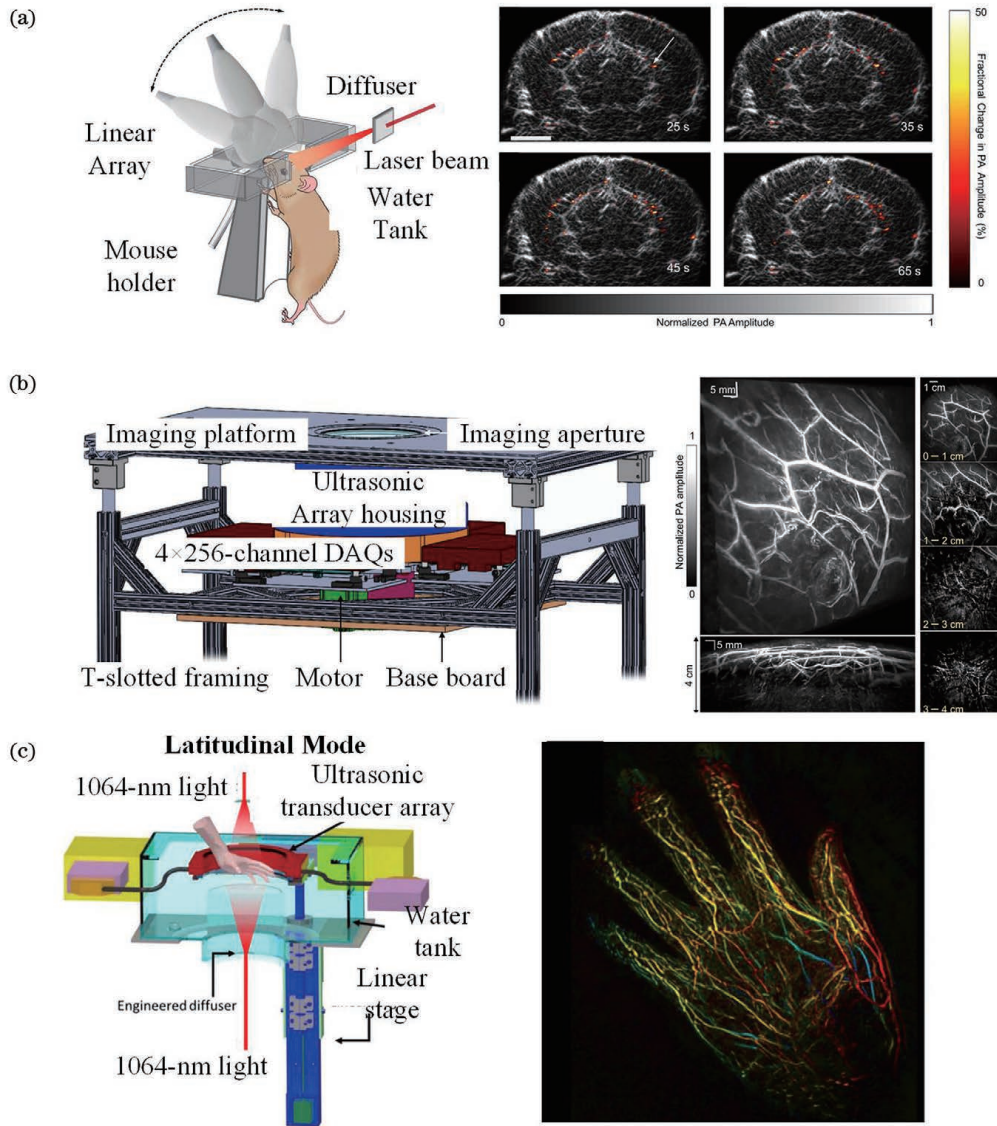 (a)
Diffuser
Linear
Array
Laser beam
Water
Tank
Mouse
holder
25 s
35 s
45 s
65 s
50
Fractional Change in PA Amplitude (%)
0
0
Normalized PA Amplitude
1
(b)
Imaging platform
Imaging aperture
Ultrasonic
Array housing
4×256-channel DAQs
T-slotted framing
Motor
Base board
1
Normalized PA amplitude
0
5 mm
5 mm
4 cm
1 cm
0 – 1 cm
1 – 2 cm
2 – 3 cm
3 – 4 cm
(c)
Latitudinal Mode
1064-nm light
Ultrasonic
transducer array
Water
tank
Engineered diffuser
Linear
stage
1064-nm light